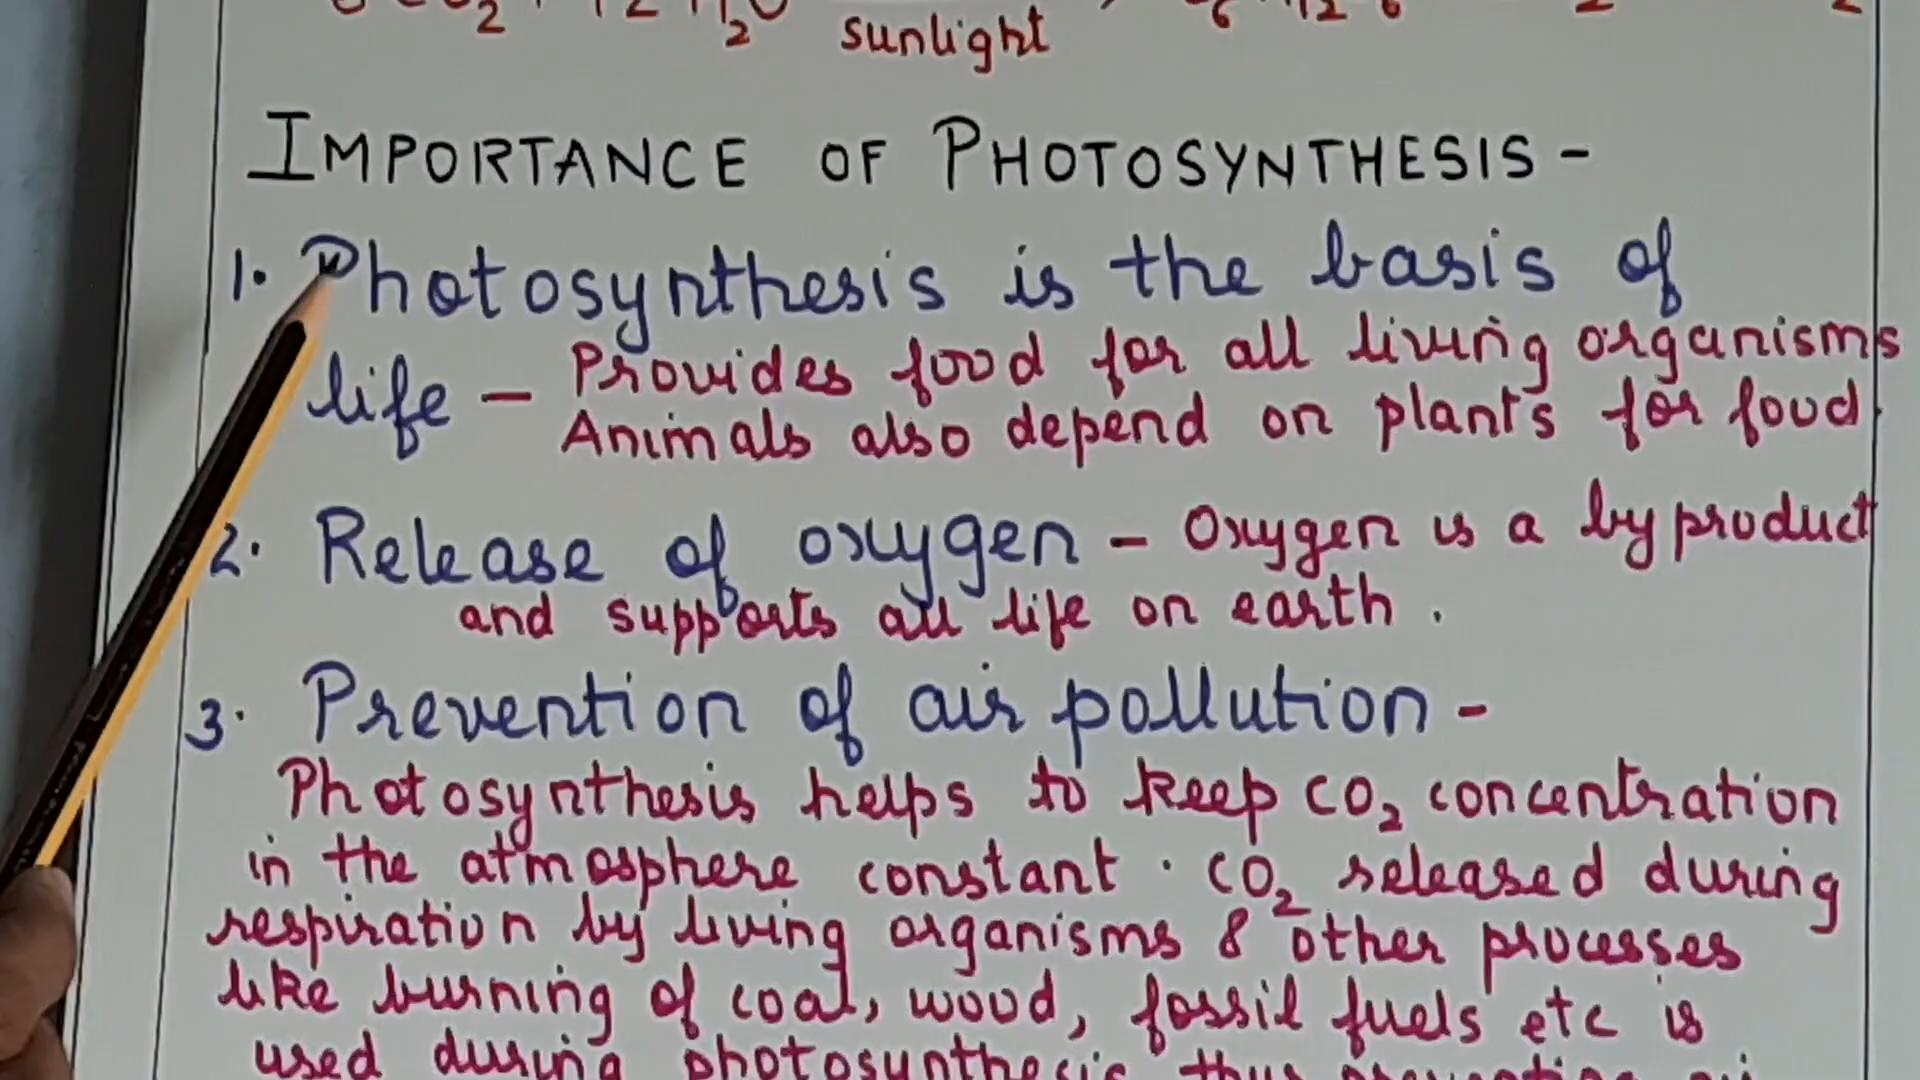 6CO₂ + 12H₂O
sunlight
IMPORTANCE OF PHOTOSYNTHESIS -
1. Photosynthesis is the basis of
life - Provides food for all living organisms
Animals also depend on plants for food.
2. Release of oxygen - Oxygen is a by product
and supports all life on earth.
3. Prevention of air pollution -
Photosynthesis helps to keep CO₂ concentration
in the atmosphere constant. CO₂ released during
respiration by living organisms & other processes
like burning of coal, wood, fossil fuels etc is
used during photosynthesis thus